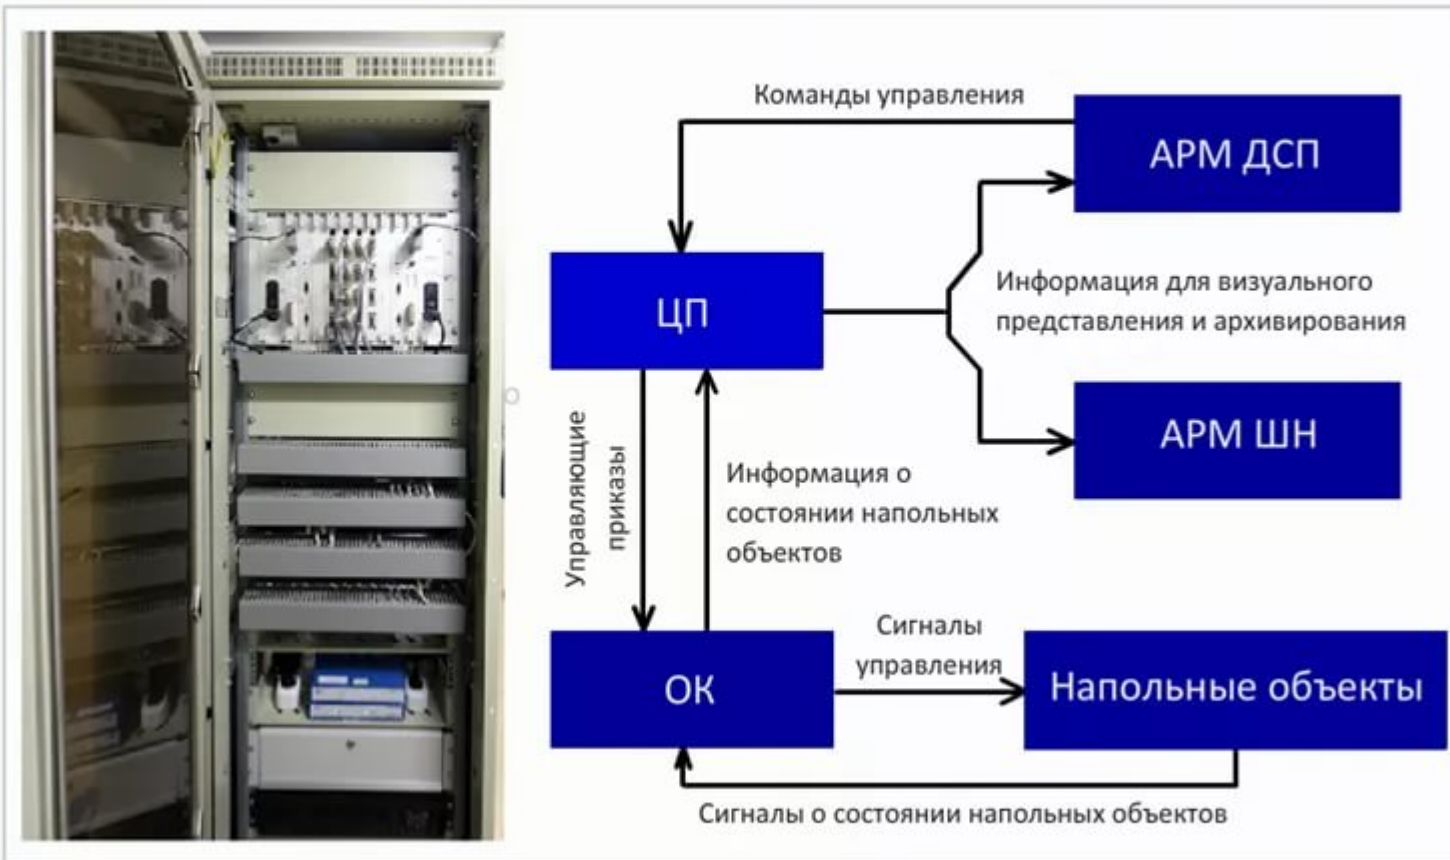 Команды управления
АРМ ДСП
ЦП
Информация для визуального
представления и архивирования
АРМ ШН
Управляющие
приказы
Информация о
состоянии напольных
объектов
Сигналы
управления
ОК
Напольные объекты
Сигналы о состоянии напольных объектов